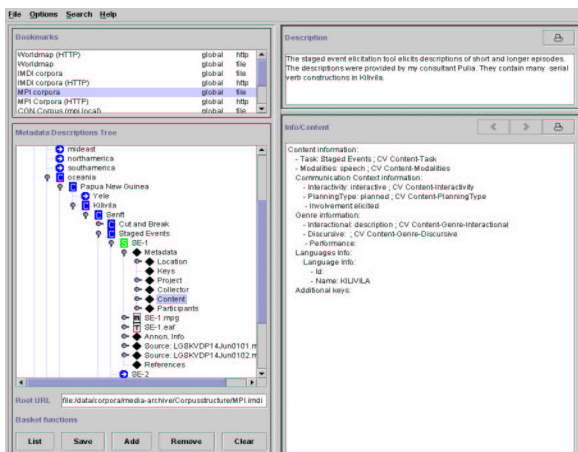 File Options Search Help
Bookmarks
Worldmap (HTTP) global http
Worldmap global file
IMDI corpora global file
IMDI corpora (HTTP) global http
MPI corpora global file
MPI Corpora (HTTP) global http
CGN Corpus (mpi local) global file
Metadata Descriptions Tree
mideast
northamerica
southamerica
C oceania
C Papua New Guinea
Yele
C Kilivila
C Senft
C Cut and Break
C Staged Events
S SE-1
Metadata
Location
Keys
Project
Collector
Content
Participants
SE-1.mpg
T SE-1.eaf
Annon. Info
Source: LGSKVDP14Jun0101.m
Source: LGSKVDP14Jun0102.m
References
SE-2
Root URL file:/data/corpora/media-archive/Corpusstructure/MPI.imdi
Basket functions
List Save Add Remove Clear
Description
The staged event elicitation tool elicits descriptions of short and longer episodes.
The descriptions were provided by my consultant Pulia. They contain many serial
verb constructions in Kilivila.
Info/Content
Content information:
- Task: Staged Events ; CV Content-Task
- Modalities: speech ; CV Content-Modalities
Communication Context information:
- Interactivity: interactive ; CV Content-Interactivity
- PlanningType: planned ; CV Content-PlanningType
- Involvement elicited
Genre information:
- Interactional: description ; CV Content-Genre-Interactional
- Discursive: ; CV Content-Genre-Discursive
- Performance:
Languages Info:
Language Info:
- Id:
- Name: KILIVILA
Additional keys: